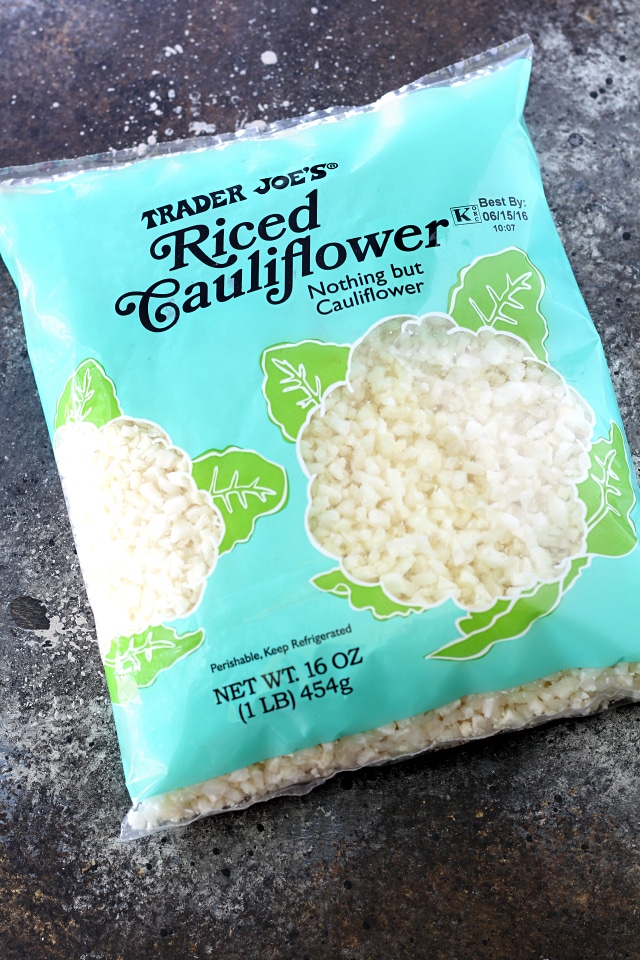 TRADER JOE'S®
Riced
Cauliflower
Nothing but
Cauliflower
K ORC
Best By:
06/15/16
10:07
Perishable, Keep Refrigerated
NET WT. 16 OZ
(1 LB) 454g